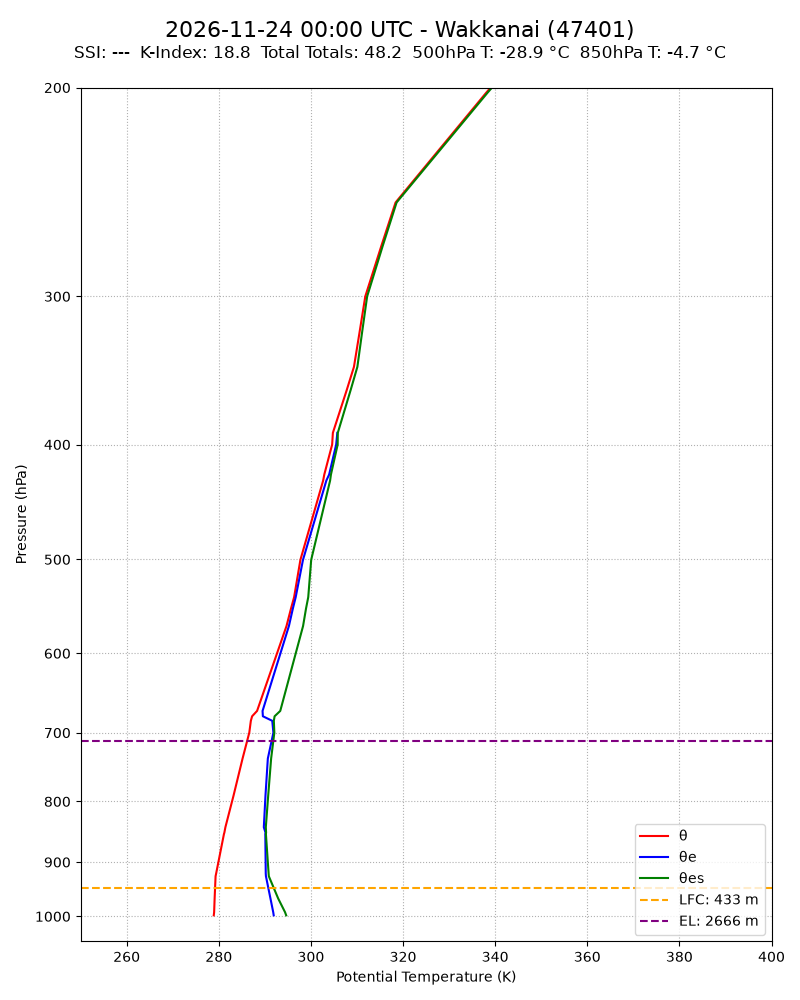 2026-11-24 00:00 UTC - Wakkanai (47401)
SSI: --- K-Index: 18.8 Total Totals: 48.2 500hPa T: -28.9 °C 850hPa T: -4.7 °C
200
300
400
500
600
700
800
900
1000
Pressure (hPa)
θ
θe
θes
LFC: 433 m
EL: 2666 m
260
280
300
320
340
360
380
400
Potential Temperature (K)